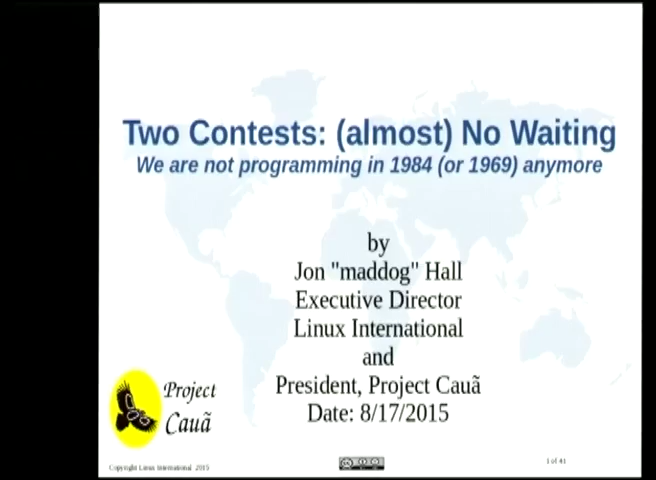 Two Contests: (almost) No Waiting
We are not programming in 1984 (or 1969) anymore
by
Jon "maddog" Hall
Executive Director
Linux International
and
President, Project Cauã
Date: 8/17/2015
Project
Cauã
Copyright Linux International 2015
1 of 41